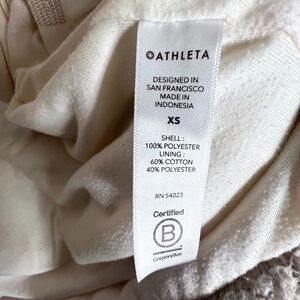 ATHLETA
DESIGNED IN
SAN FRANCISCO
MADE IN
INDONESIA
XS
SHELL :
100% POLYESTER
LINING :
60% COTTON
40% POLYESTER
RN 54023
Certified
B
Corporation